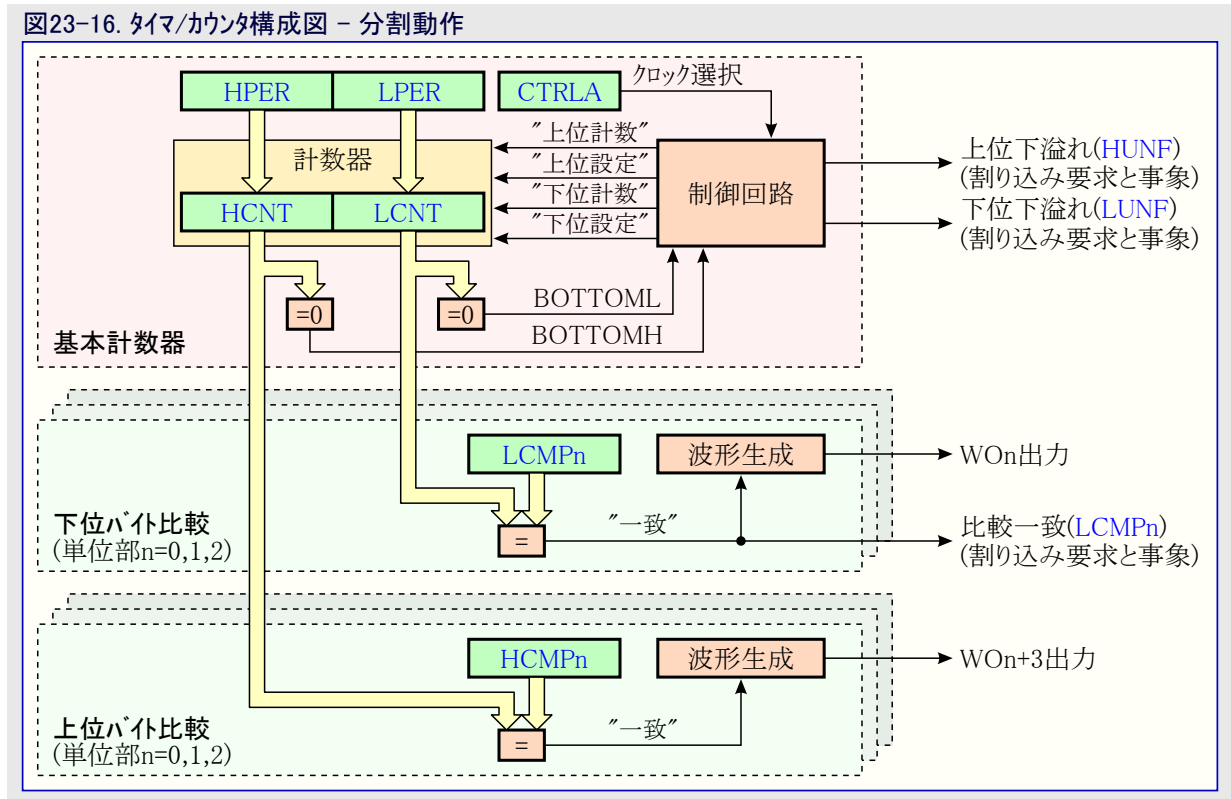 図23-16. タイマ/カウンタ構成図 - 分割動作
HPER
LPER
CTRLA
クロック選択
計数器
HCNT
LCNT
"上位計数"
"上位設定"
"下位計数"
"下位設定"
制御回路
上位下溢れ(HUNF)
(割り込み要求と事象)
下位下溢れ(LUNF)
(割り込み要求と事象)
=0
=0
BOTTOML
BOTTOMH
基本計数器
LCMPn
波形生成
WOn出力
下位バイト比較
(単位部n=0,1,2)
=
"一致"
比較一致(LCMPn)
(割り込み要求と事象)
HCMPn
波形生成
WOn+3出力
上位バイト比較
(単位部n=0,1,2)
=
"一致"